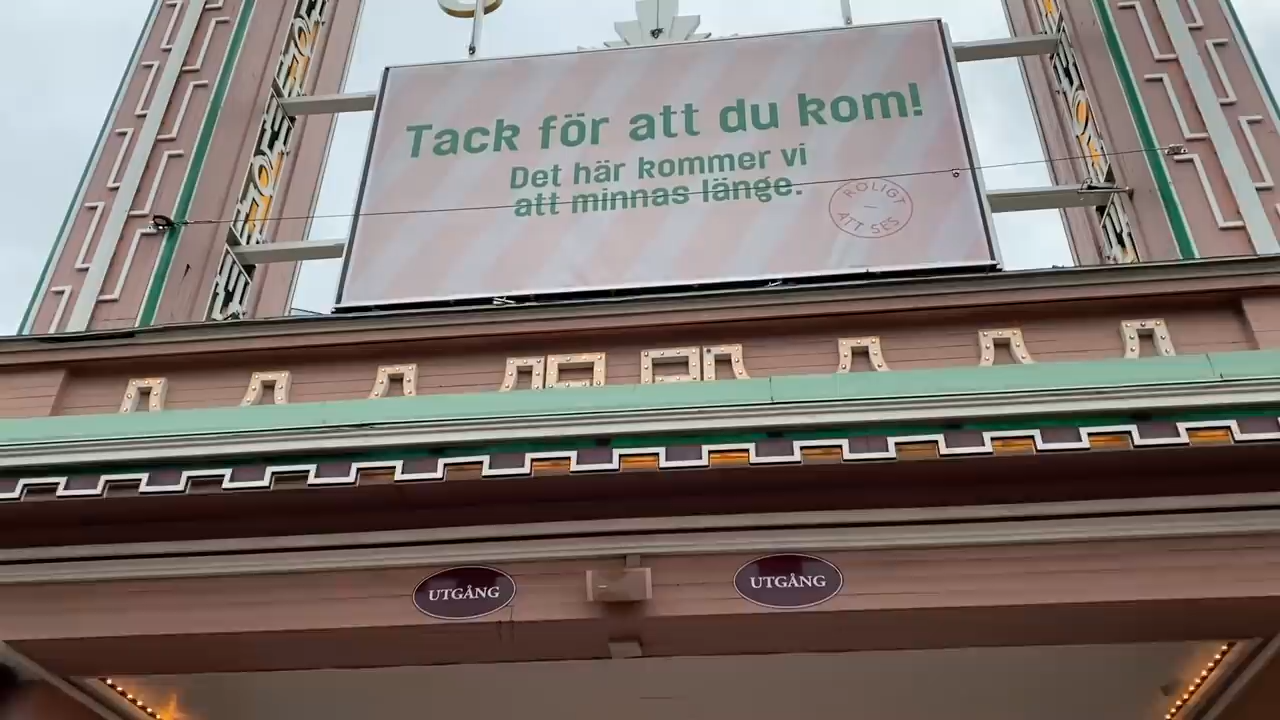 Tack för att du kom!
Det här kommer vi
att minnas länge.
ROLIGT
ATT SES
UTGÅNG
UTGÅNG